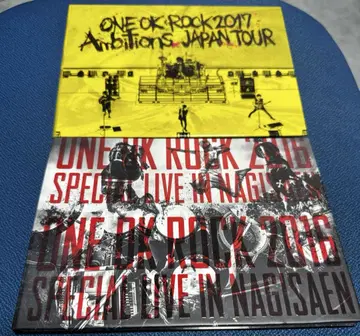 ONE OK ROCK 2017
Ambitions JAPAN TOUR
ONE OK ROCK 2016
SPECIAL LIVE IN NAGISAEN
ONE OK ROCK 2016
SPECIAL LIVE IN NAGISAEN